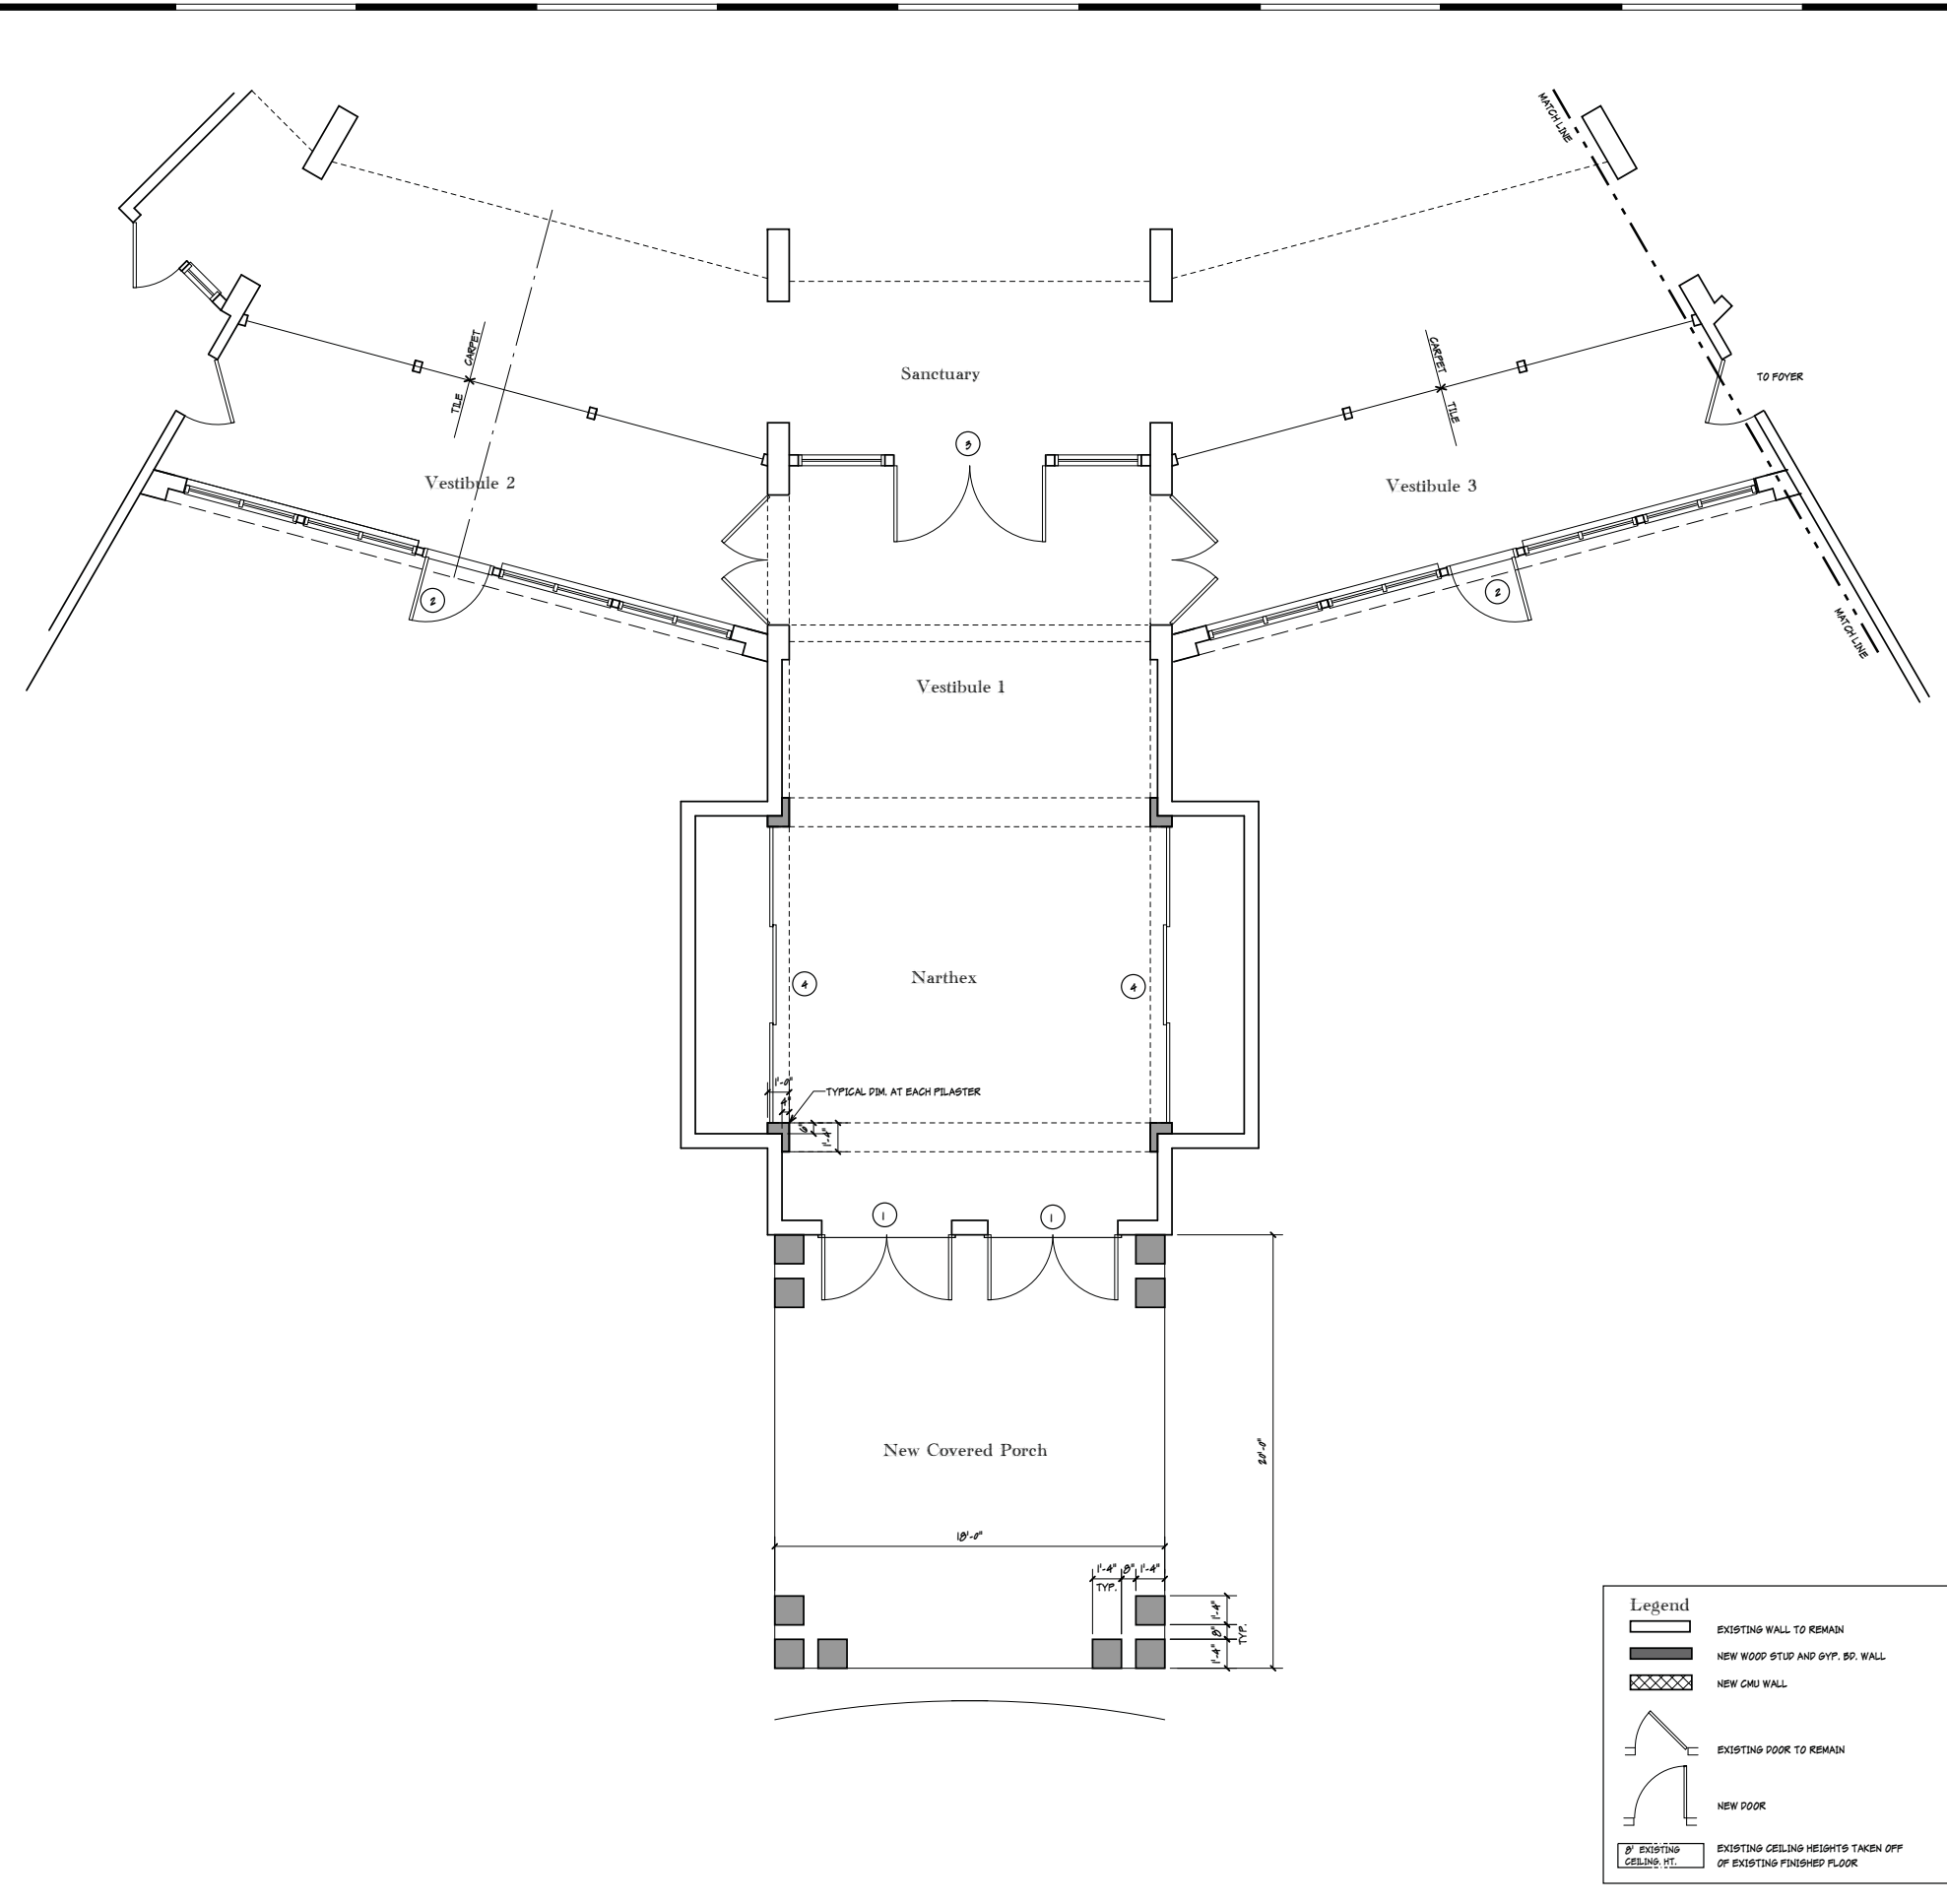 MATCH LINE
CARPET
TILE
Sanctuary
CARPET
TILE
TO FOYER
3
Vestibule 2
Vestibule 3
2
2
MATCH LINE
Vestibule 1
Narthex
4
4
1'-0"
4"
TYPICAL DIM. AT EACH PILASTER
6"
1'-4"
1
1
New Covered Porch
20'-0"
18'-0"
1'-4" 8" 1'-4"
TYP.
1'-4"
8"
1'-4"
TYP.
Legend
EXISTING WALL TO REMAIN
NEW WOOD STUD AND GYP. BD. WALL
NEW CMU WALL
EXISTING DOOR TO REMAIN
NEW DOOR
8' EXISTING
CEILING. HT.
EXISTING CEILING HEIGHTS TAKEN OFF
OF EXISTING FINISHED FLOOR